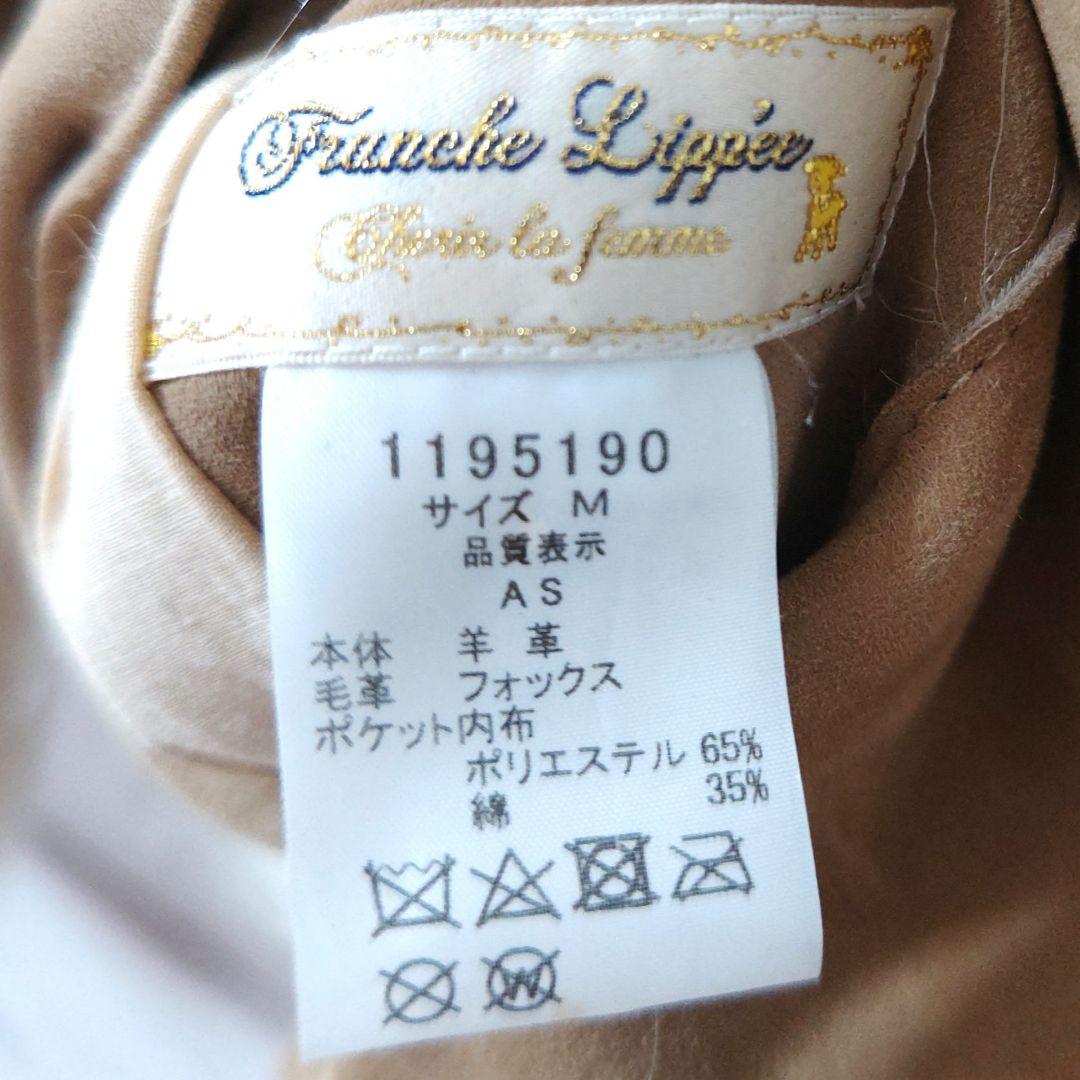 Franche Lippée
la femme
1195190
サイズ M
品質表示
AS
本体 羊革
毛革 フォックス
ポケット内布
ポリエステル 65%
綿 35%
W